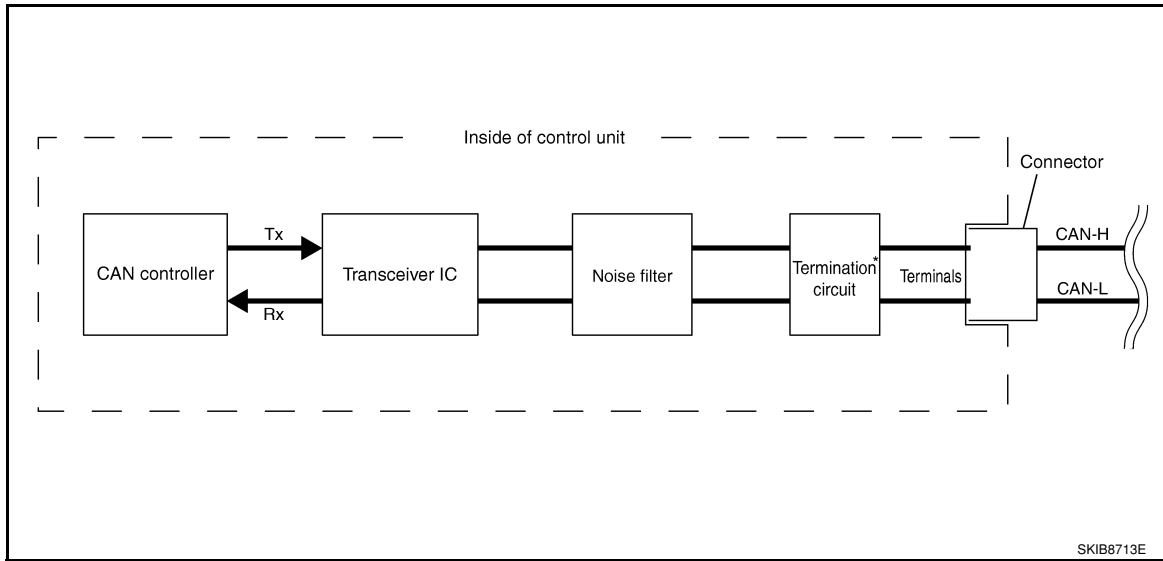 Inside of control unit
Connector
CAN controller
Tx
Rx
Transceiver IC
Noise filter
Termination*
circuit
Terminals
CAN-H
CAN-L
SKIB8713E